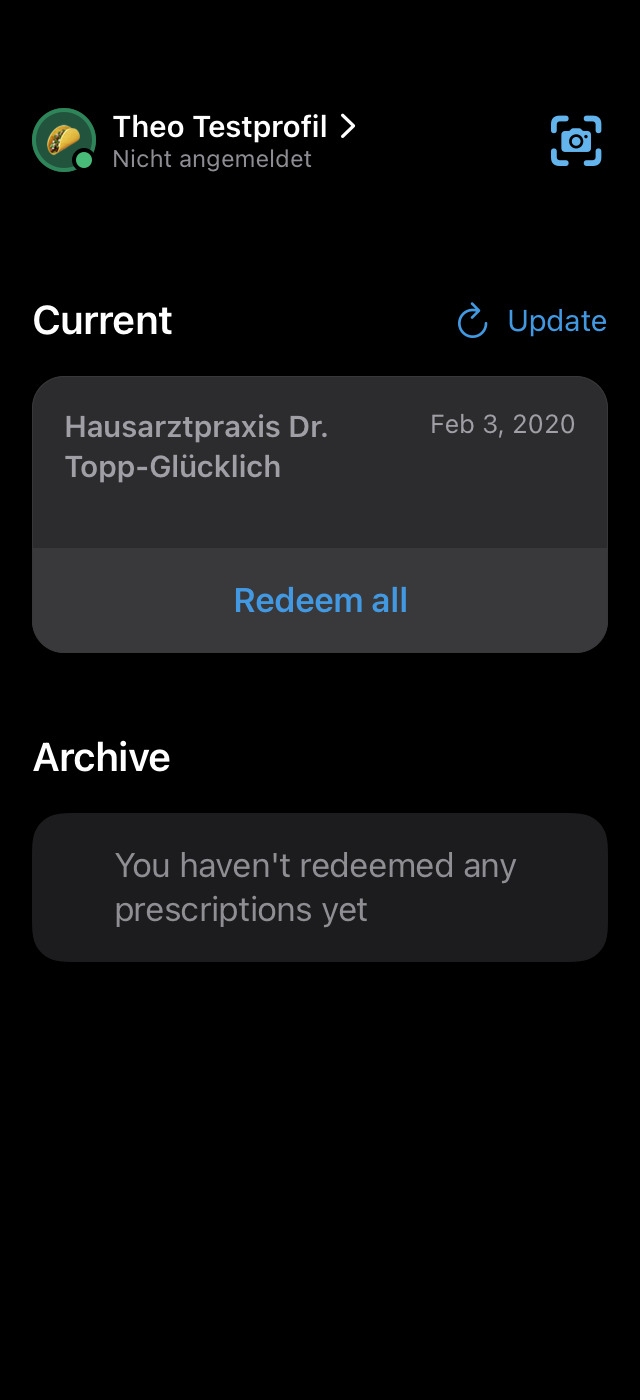 Theo Testprofil
Nicht angemeldet
Current
Update
Hausarztpraxis Dr.
Topp-Glücklich
Feb 3, 2020
Redeem all
Archive
You haven't redeemed any
prescriptions yet